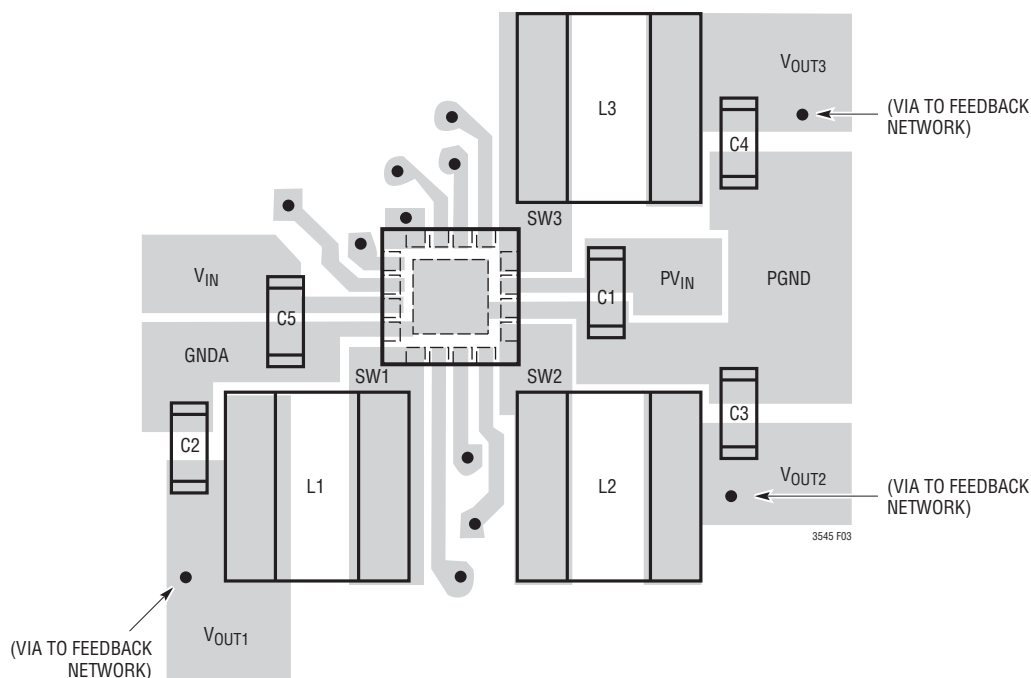 VOUT3
(VIA TO FEEDBACK
NETWORK)
L3
C4
SW3
VIN
C5
C1
PVIN
PGND
GNDA
SW1
SW2
C2
C3
L1
L2
VOUT2
(VIA TO FEEDBACK
NETWORK)
3545 F03
VOUT1
(VIA TO FEEDBACK
NETWORK)